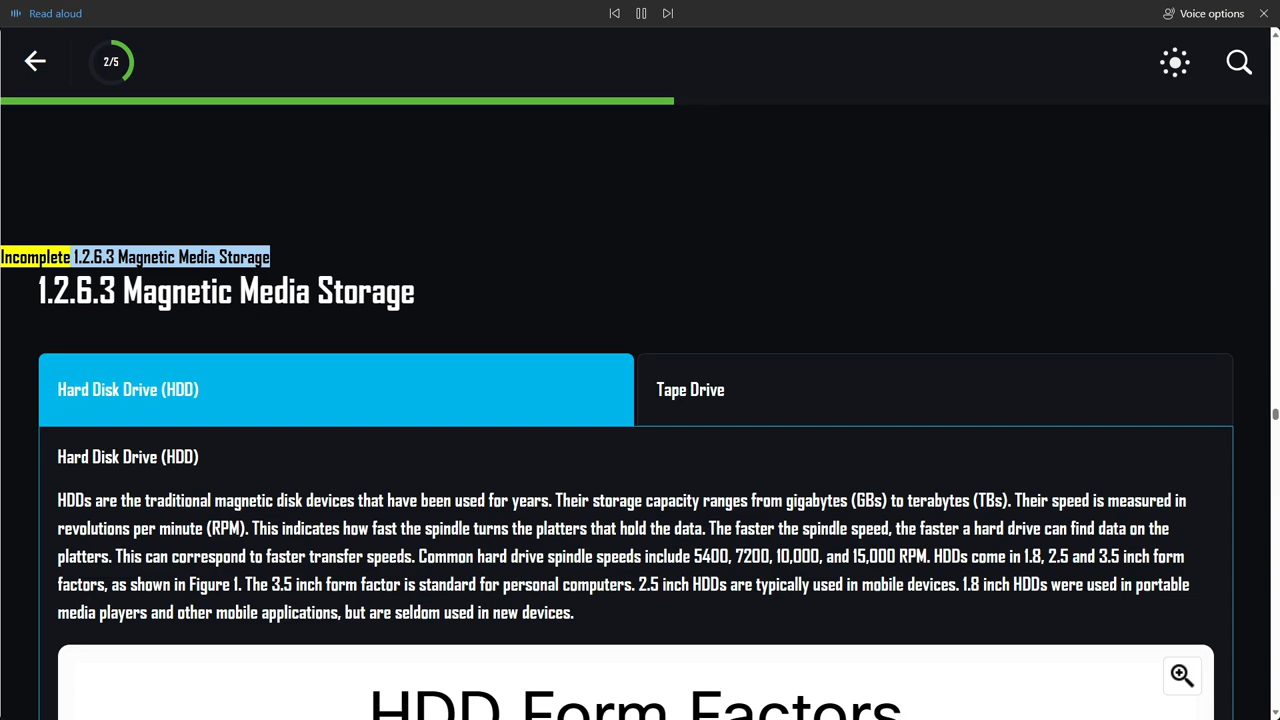 Read aloud
Voice options
2/5
Incomplete 1.2.6.3 Magnetic Media Storage
1.2.6.3 Magnetic Media Storage
Hard Disk Drive (HDD)
Tape Drive
Hard Disk Drive (HDD)
HDDs are the traditional magnetic disk devices that have been used for years. Their storage capacity ranges from gigabytes (GBs) to terabytes (TBs). Their speed is measured in
revolutions per minute (RPM). This indicates how fast the spindle turns the platters that hold the data. The faster the spindle speed, the faster a hard drive can find data on the
platters. This can correspond to faster transfer speeds. Common hard drive spindle speeds include 5400, 7200, 10,000, and 15,000 RPM. HDDs come in 1.8, 2.5 and 3.5 inch form
factors, as shown in Figure 1. The 3.5 inch form factor is standard for personal computers. 2.5 inch HDDs are typically used in mobile devices. 1.8 inch HDDs were used in portable
media players and other mobile applications, but are seldom used in new devices.
HDD Form Factors